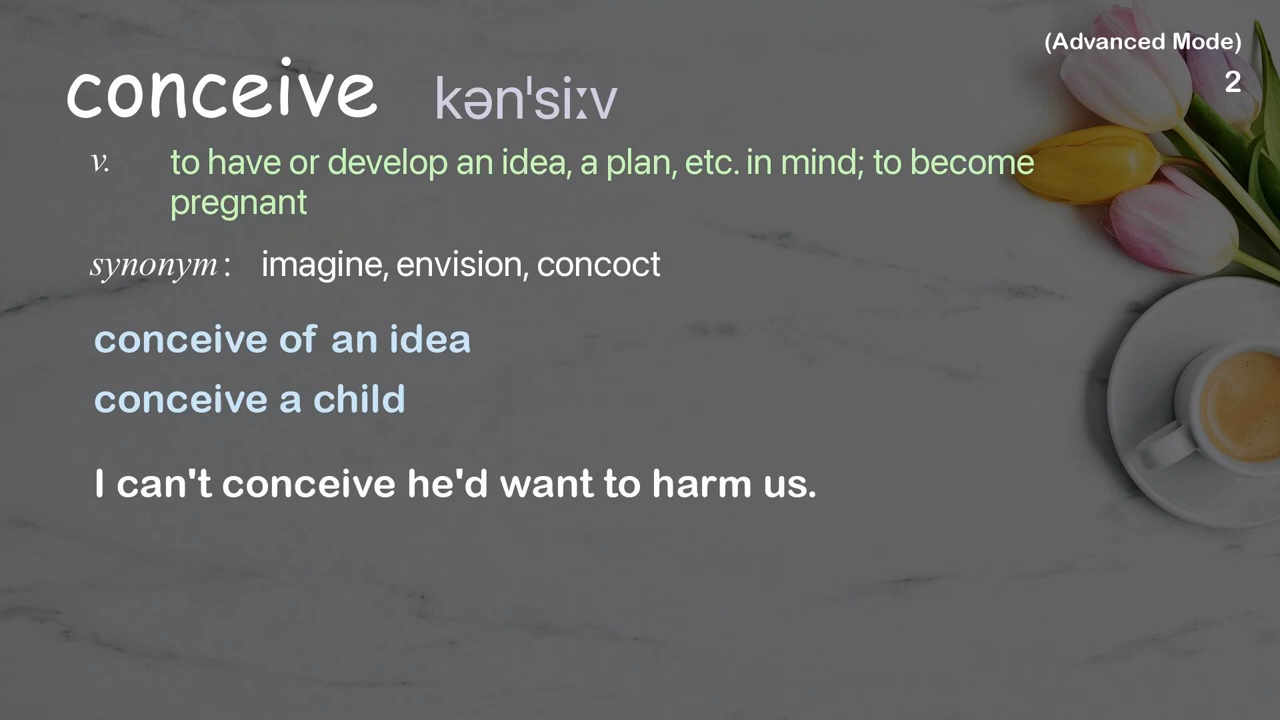 (Advanced Mode)
2
conceive kən'siːv
v. to have or develop an idea, a plan, etc. in mind; to become
pregnant
synonym : imagine, envision, concoct
conceive of an idea
conceive a child
I can't conceive he'd want to harm us.